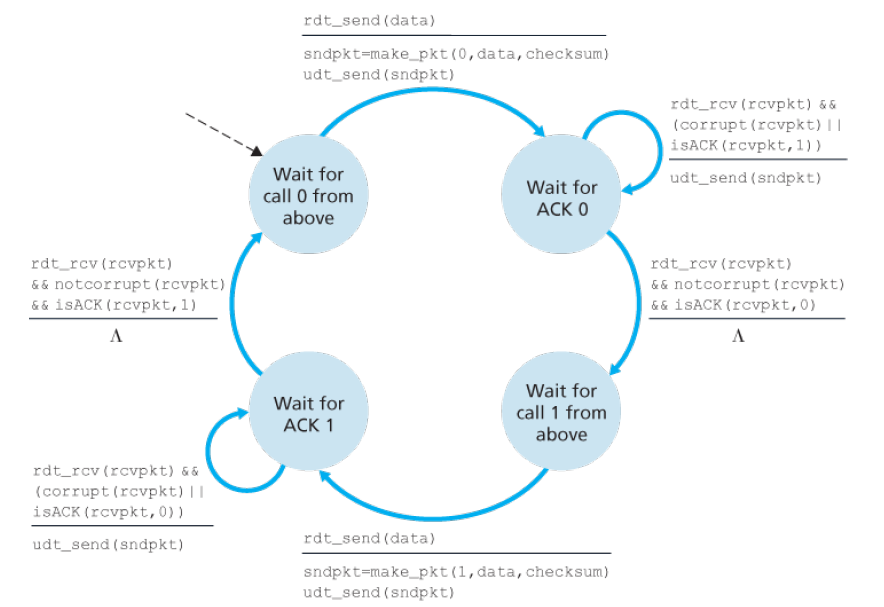 rdt_send(data)
sndpkt=make_pkt(0,data,checksum)
udt_send(sndpkt)
rdt_rcv(rcvpkt) &&
(corrupt(rcvpkt)||
isACK(rcvpkt,1))
udt_send(sndpkt)
Wait for
call 0 from
above
Wait for
ACK 0
rdt_rcv(rcvpkt)
&& notcorrupt(rcvpkt)
&& isACK(rcvpkt,1)
Λ
rdt_rcv(rcvpkt)
&& notcorrupt(rcvpkt)
&& isACK(rcvpkt,0)
Λ
Wait for
ACK 1
Wait for
call 1 from
above
rdt_rcv(rcvpkt) &&
(corrupt(rcvpkt)||
isACK(rcvpkt,0))
udt_send(sndpkt)
rdt_send(data)
sndpkt=make_pkt(1,data,checksum)
udt_send(sndpkt)